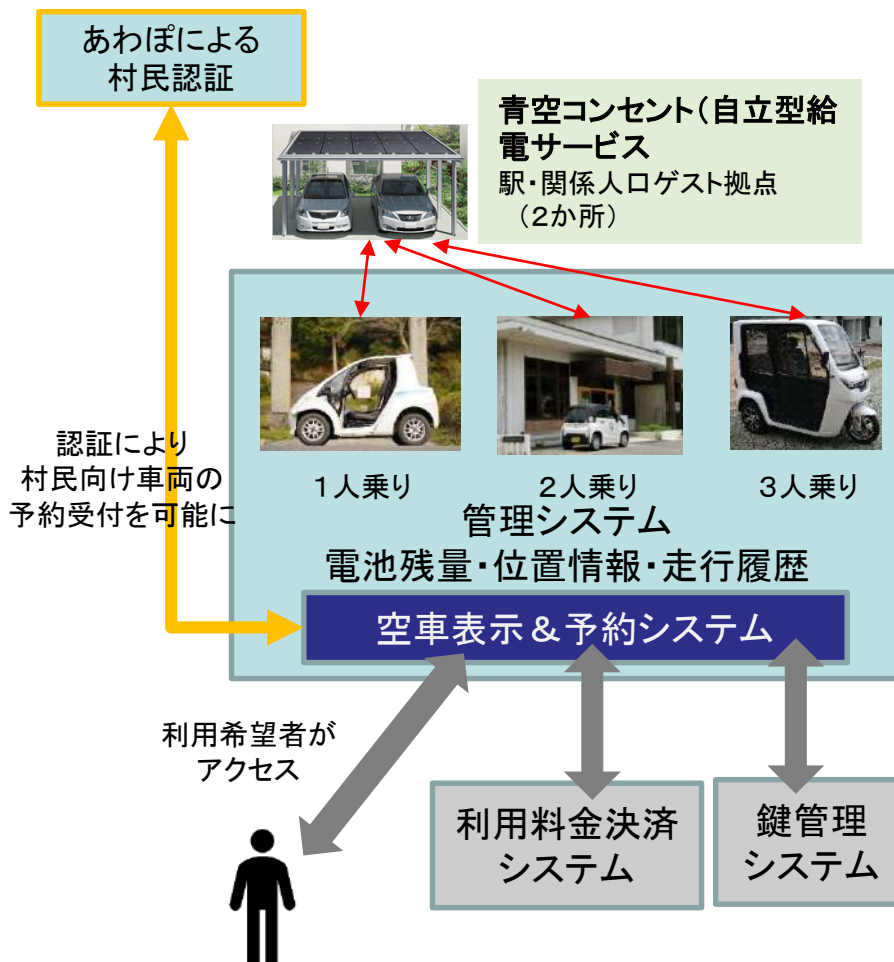 あわぽによる
村民認証
青空コンセント(自立型給
電サービス
駅・関係人口ゲスト拠点
(2か所)
認証により
村民向け車両の
予約受付を可能に
1人乗り
2人乗り
3人乗り
管理システム
電池残量・位置情報・走行履歴
空車表示&予約システム
利用希望者が
アクセス
利用料金決済
システム
鍵管理
システム